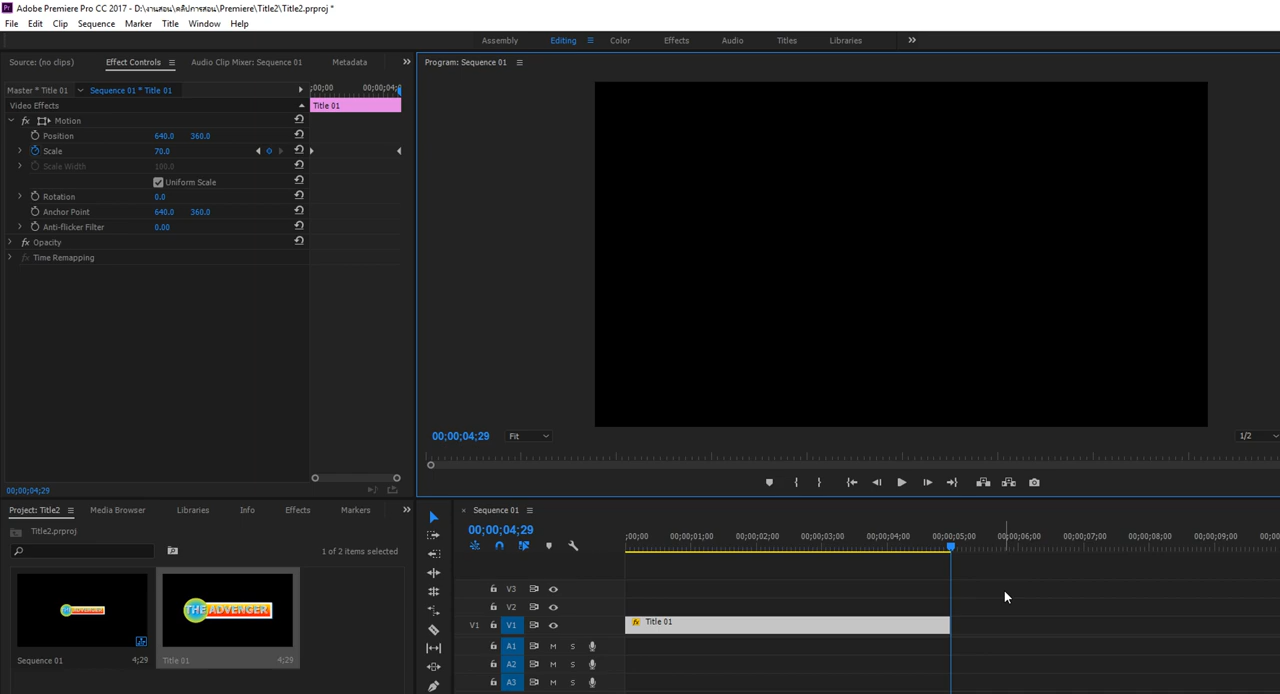 Adobe Premiere Pro CC 2017 - D:\งานสอน\คลิปการสอน\Premiere\Title2\Title2.prproj *
File Edit Clip Sequence Marker Title Window Help
Assembly Editing Color Effects Audio Titles Libraries
Source: (no clips) Effect Controls Audio Clip Mixer: Sequence 01 Metadata
Program: Sequence 01
Master * Title 01 Sequence 01 * Title 01 ;00;00 00;00;04;0
Video Effects Title 01
fx Motion
Position 640.0 360.0
Scale 70.0
Scale Width 100.0
Uniform Scale
Rotation 0.0
Anchor Point 640.0 360.0
Anti-flicker Filter 0.00
fx Opacity
fx Time Remapping
00;00;04;29 Fit 1/2
00;00;04;29
Project: Title2 Media Browser Libraries Info Effects Markers
Title2.prproj
1 of 2 items selected
THE ADVENGER
Sequence 01 4;29 Title 01 4;29
Sequence 01
00;00;04;29
;00;00 00;00;01;00 00;00;02;00 00;00;03;00 00;00;04;00 00;00;05;00 00;00;06;00 00;00;07;00 00;00;08;00 00;00;09;00 00;00
V3
V2
V1 V1 fx Title 01
A1 M S
A2 M S
A3 M S